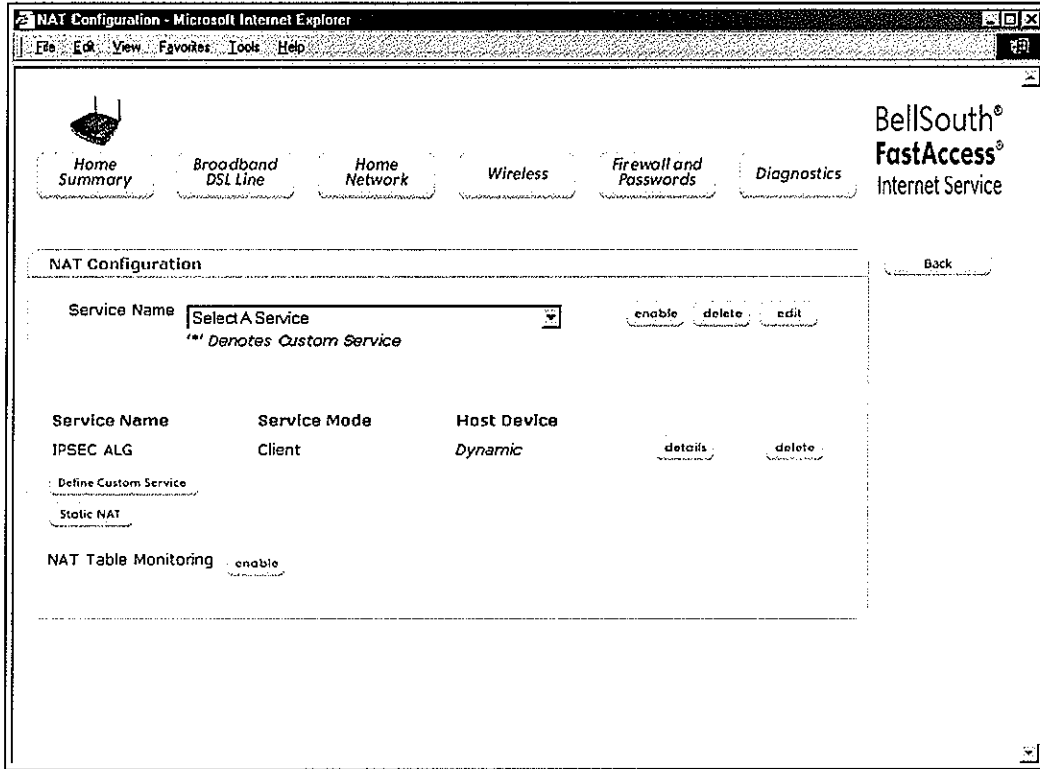 NAT Configuration - Microsoft Internet Explorer
File Edit View Favorites Tools Help
BellSouth®
FastAccess®
Internet Service
Home Summary
Broadband DSL Line
Home Network
Wireless
Firewall and Passwords
Diagnostics
NAT Configuration
Back
Service Name Select A Service enable delete edit
'*' Denotes Custom Service
Service Name Service Mode Host Device
IPSEC ALG Client Dynamic details delete
Define Custom Service
Static NAT
NAT Table Monitoring enable